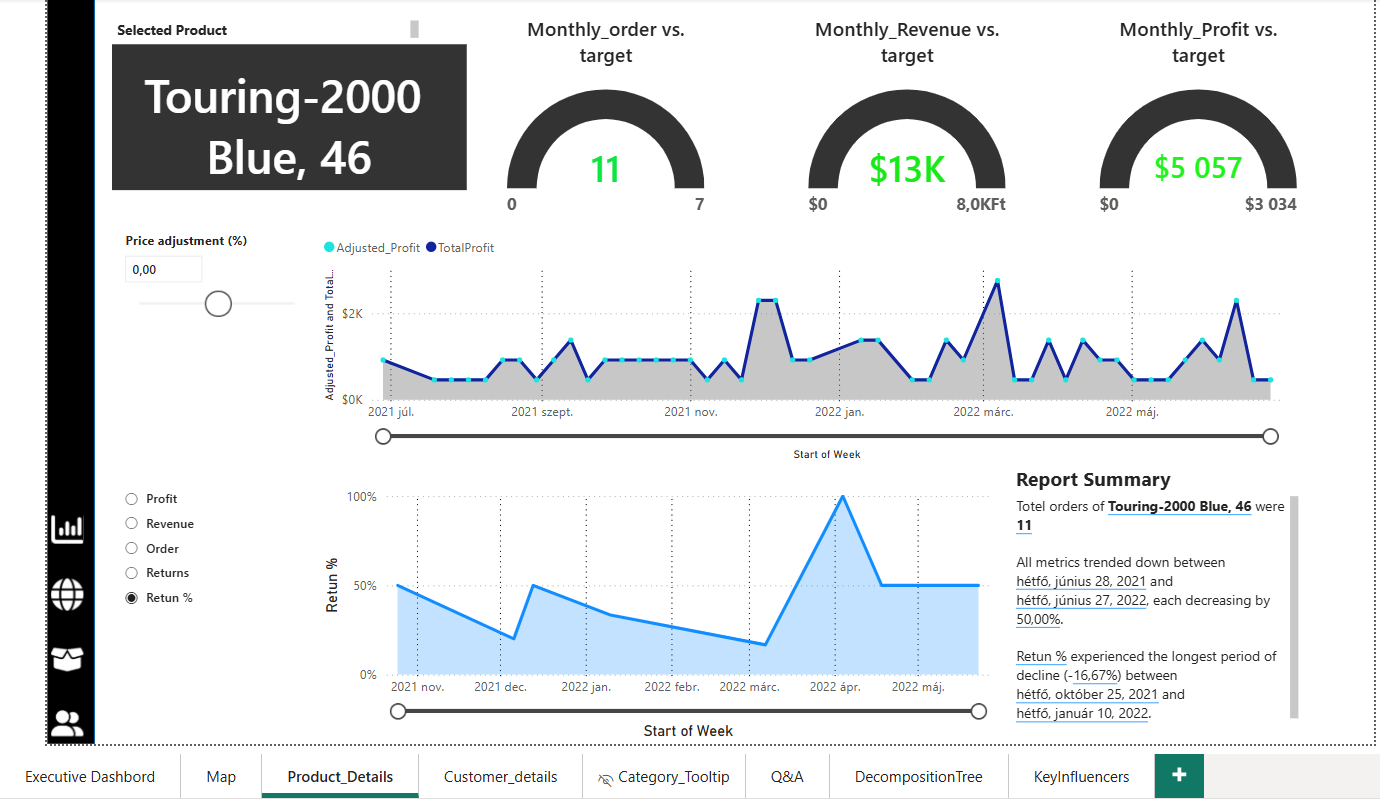 Selected Product
Touring-2000
Blue, 46
Monthly_order vs.
target
11
0
7
Monthly_Revenue vs.
target
$13K
$0
8,0KFt
Monthly_Profit vs.
target
$5 057
$0
$3 034
Price adjustment (%)
0,00
Adjusted_Profit
TotalProfit
Adjusted_Profit and Total...
$2K
$0K
2021 júl.
2021 szept.
2021 nov.
2022 jan.
2022 márc.
2022 máj.
Start of Week
Profit
Revenue
Order
Returns
Retun %
Retun %
100%
50%
0%
2021 nov.
2021 dec.
2022 jan.
2022 febr.
2022 márc.
2022 ápr.
2022 máj.
Start of Week
Report Summary
Totel orders of Touring-2000 Blue, 46 were
11
All metrics trended down between
hétfő, június 28, 2021 and
hétfő, június 27, 2022, each decreasing by
50,00%.
Retun % experienced the longest period of
decline (-16,67%) between
hétfő, október 25, 2021 and
hétfő, január 10, 2022.
Executive Dashbord
Map
Product_Details
Customer_details
Category_Tooltip
Q&A
DecompositionTree
KeyInfluencers
+